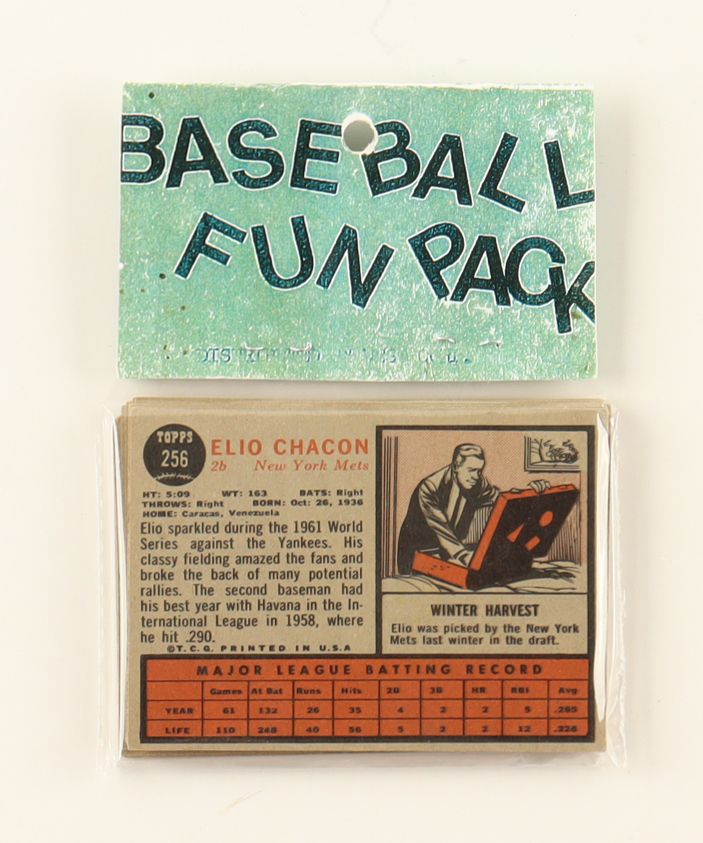 BASEBALL
FUN PACK
TOPPS
256
ELIO CHACON
2b New York Mets
HT: 5:09 WT: 163 BATS: Right
THROWS: Right BORN: Oct: 26, 1936
HOME: Caracas, Venezuela
Elio sparkled during the 1961 World
Series against the Yankees. His
classy fielding amazed the fans and
broke the back of many potential
rallies. The second baseman had
his best year with Havana in the In-
ternational League in 1958, where
he hit .290.
©T.C.G. PRINTED IN U.S.A
WINTER HARVEST
Elio was picked by the New York
Mets last winter in the draft.
MAJOR LEAGUE BATTING RECORD
Games At Bat Runs Hits 2B 3B HR RBI Avg
YEAR 61 132 26 35 4 2 2 5 .265
LIFE 110 248 40 56 5 2 2 12 .226